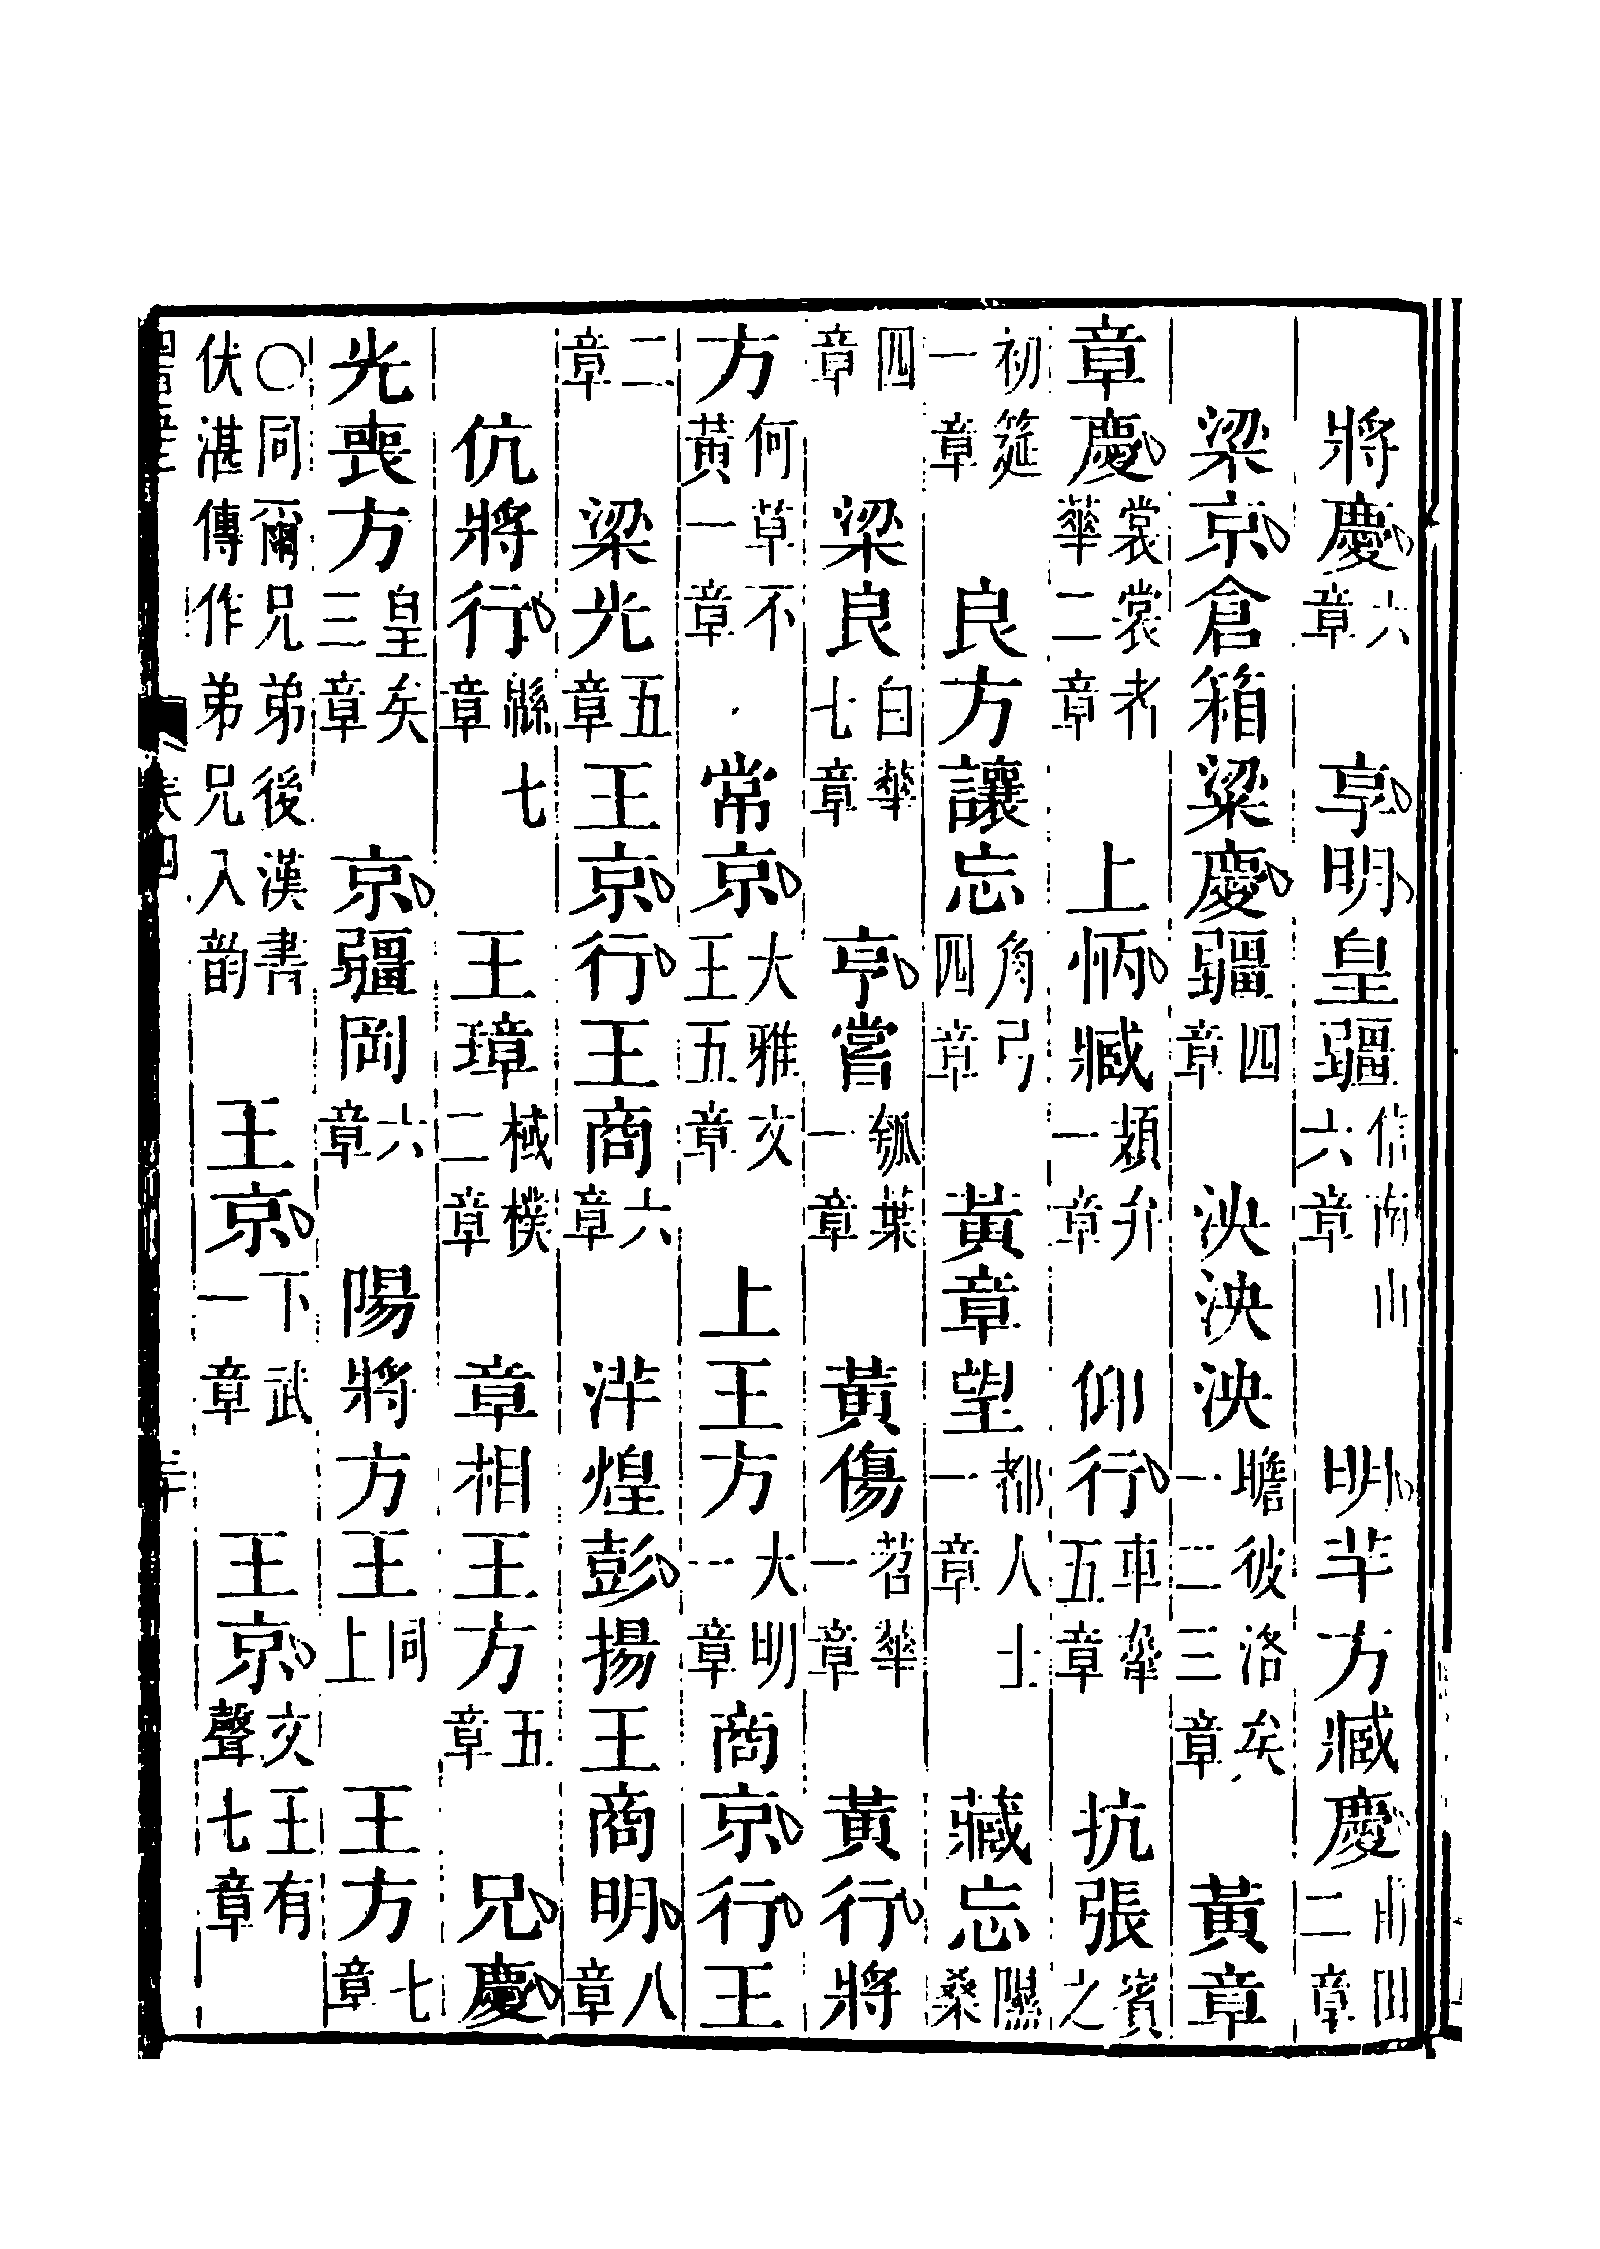 將慶六章　亨明皇疆信南山六章　明羊方臧慶甫田二章
梁京倉箱粱慶疆四章　泱泱泱瞻彼洛矣一二三章　黃章
章慶裳裳者華二章　上怲臧頍弁一章　仰行車舝五章　抗張賓之
初筵一章　良方讓忘角弓四章　黃章望都人士一章　藏忘隰桑
四章　梁良白華七章　亨嘗瓠葉一章　黃傷苕華一章　黃行將
方何草不黃一章　常京大雅文王五章　上王方大明一章商京行王
二章　梁光五章王京行王商六章　洋煌彭揚王商明八章
伉將行緜七章　王璋棫樸二章　章相王方五章　兄慶
光喪方皇矣三章　京疆岡六章　陽將方王同上　王方七章
○同爾兄弟後漢書伏湛傳作弟兄入韵　王京下武一章　王京文王有聲七章
卷四